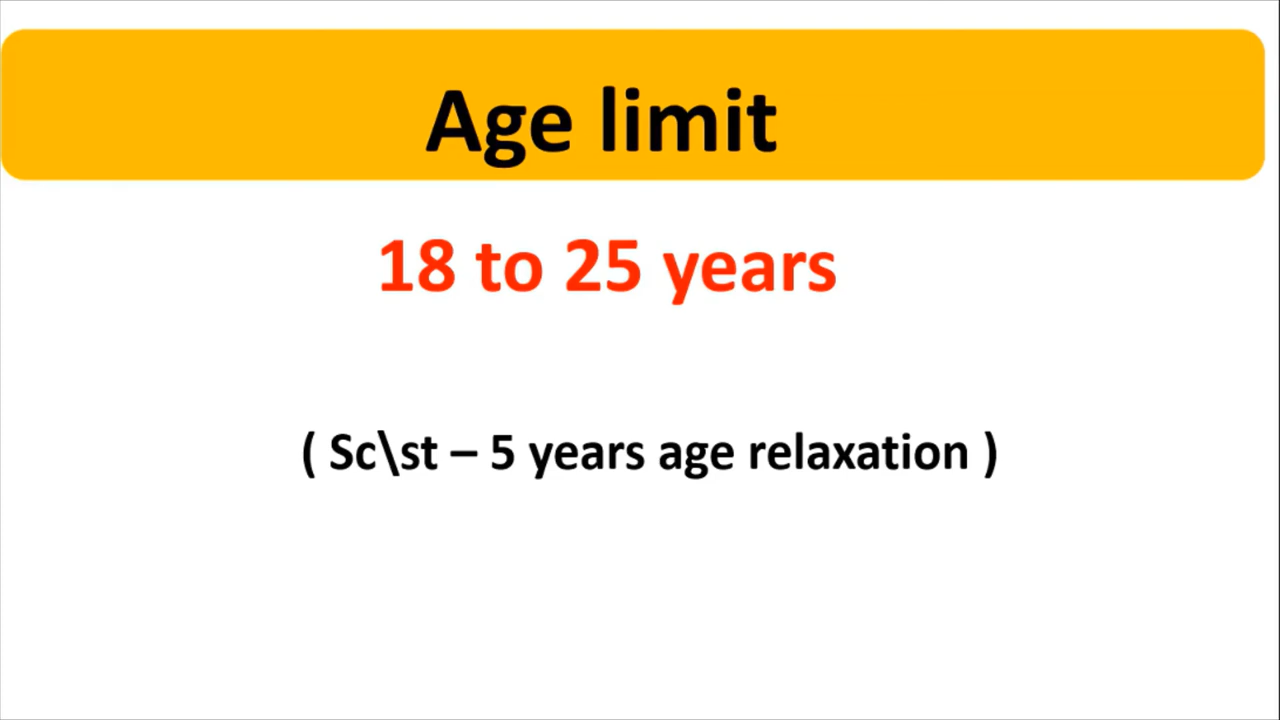 Age limit
18 to 25 years
( Sc\st – 5 years age relaxation )